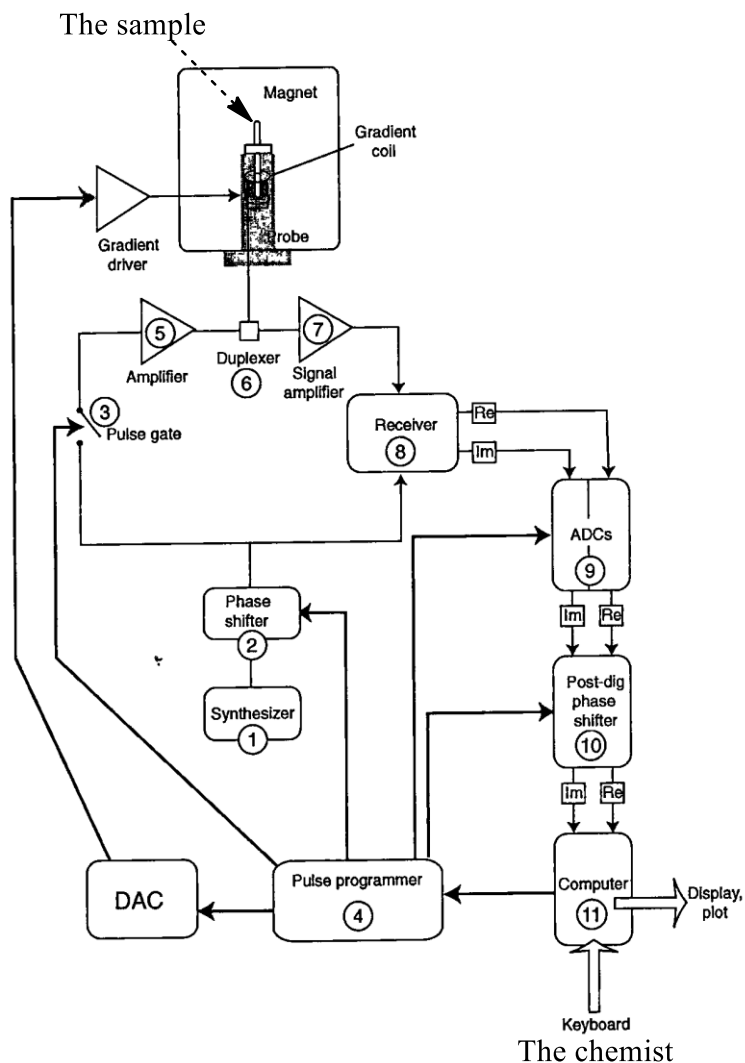 The sample
Magnet
Gradient
coil
Gradient
driver
Probe
5
7
Amplifier
Duplexer
6
Signal
amplifier
3
Pulse gate
Receiver
8
Re
Im
ADCs
9
Phase
shifter
2
Im
Re
Synthesizer
1
Post-dig
phase
shifter
10
Im
Re
DAC
Pulse programmer
4
Computer
11
Display,
plot
Keyboard
The chemist